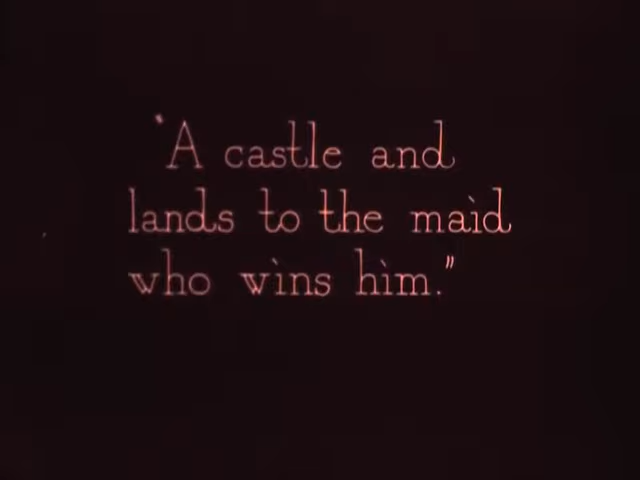 'A castle and
lands to the maid
who wins him."